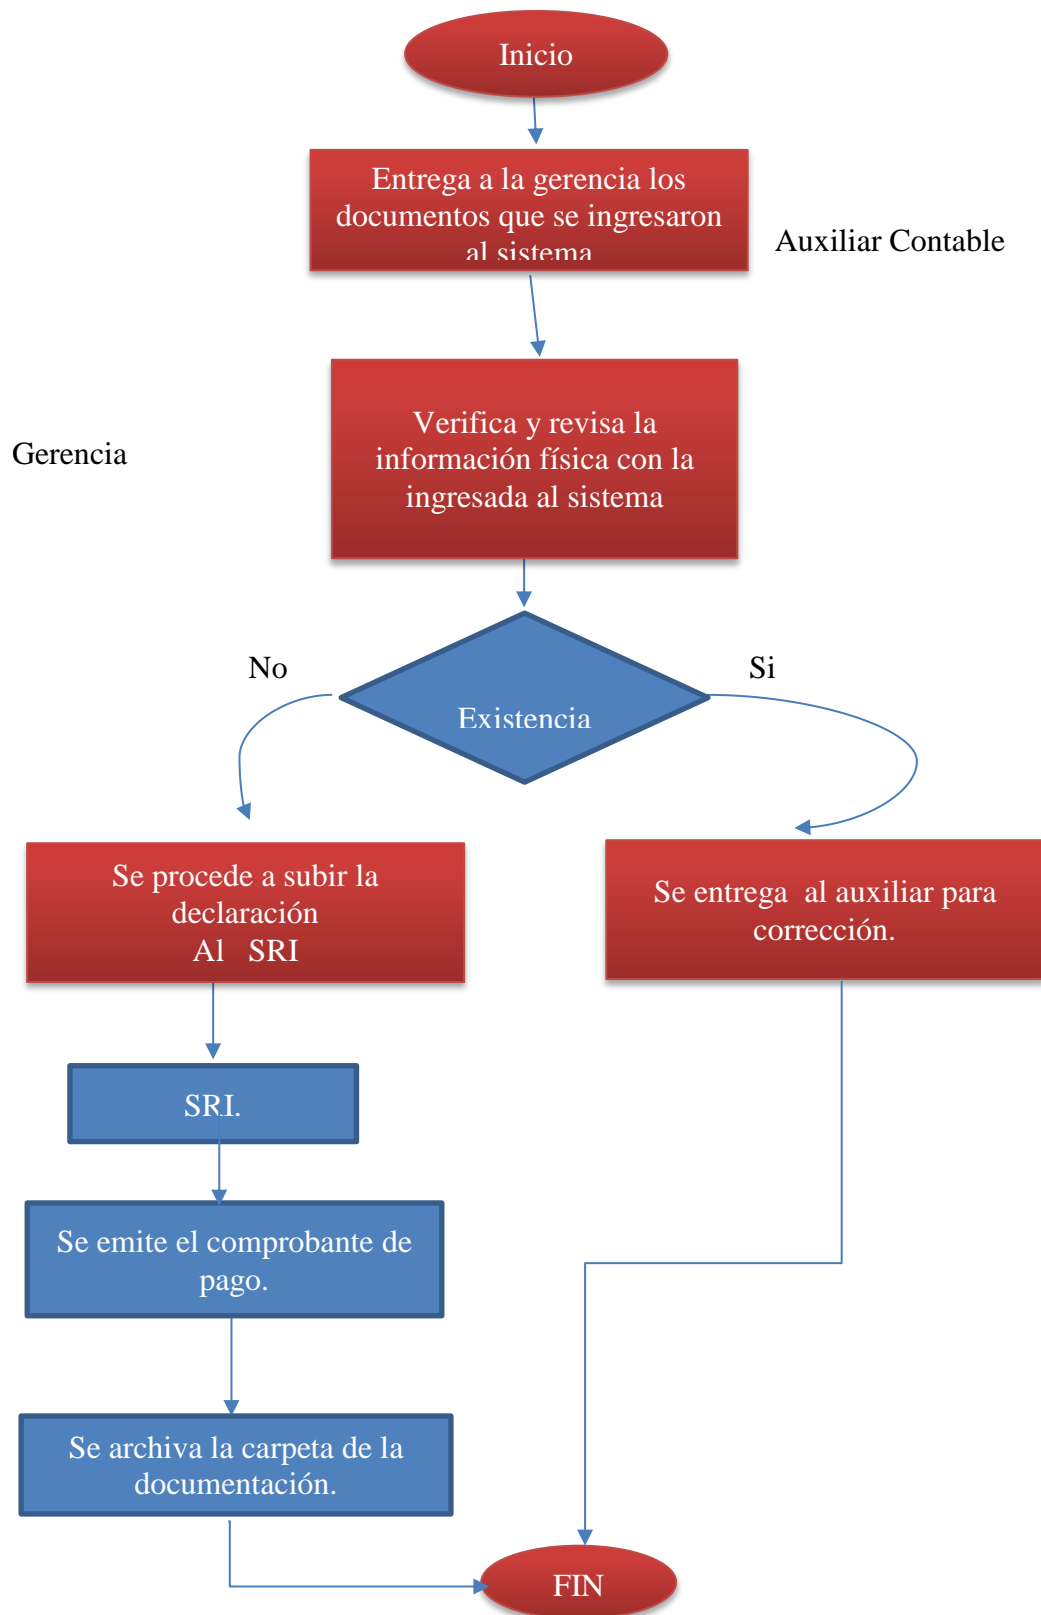 Inicio
Entrega a la gerencia los
documentos que se ingresaron
al sistema
Auxiliar Contable
Verifica y revisa la
información física con la
ingresada al sistema
Gerencia
No
Si
Existencia
Se procede a subir la
declaración
Al SRI
Se entrega al auxiliar para
corrección.
SRI.
Se emite el comprobante de
pago.
Se archiva la carpeta de la
documentación.
FIN